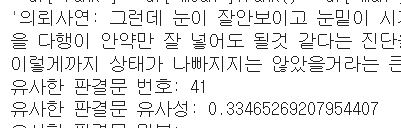 '의뢰사연: 그런데 눈이 잘안보이고 눈밑이 시
을 다행이 안약만 잘 넣어도 될것 같다는 진단
이렇게까지 상태가 나빠지지는 않았을거라는 큰
유사한 판결문 번호: 41
유사한 판결문 유사성: 0.33465269207954407